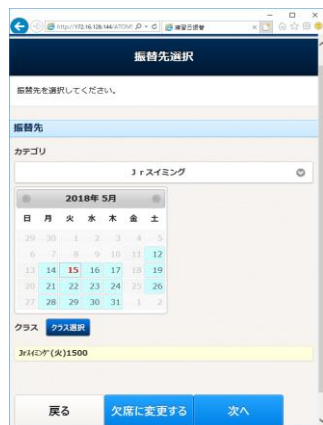 http://172.16.128.144/ATOM/
練習日振替
振替先選択
振替先を選択してください。
振替先
カテゴリ
Jrスイミング
2018年 5月
日 月 火 水 木 金 土
29 30 1 2 3 4 5
6 7 8 9 10 11 12
13 14 15 16 17 18 19
20 21 22 23 24 25 26
27 28 29 30 31 1 2
クラス クラス選択
Jrスイミング(火)1500
戻る 欠席に変更する 次へ